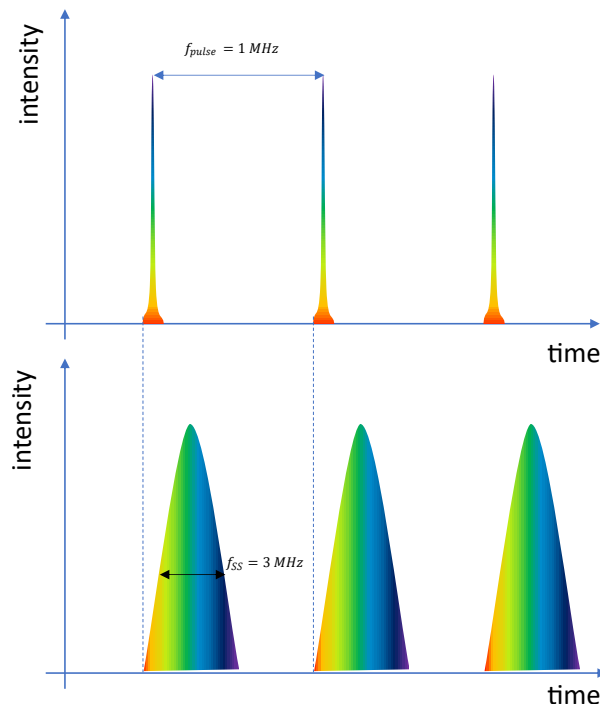 intensity
f_pulse = 1 MHz
time
intensity
f_SS = 3 MHz
time